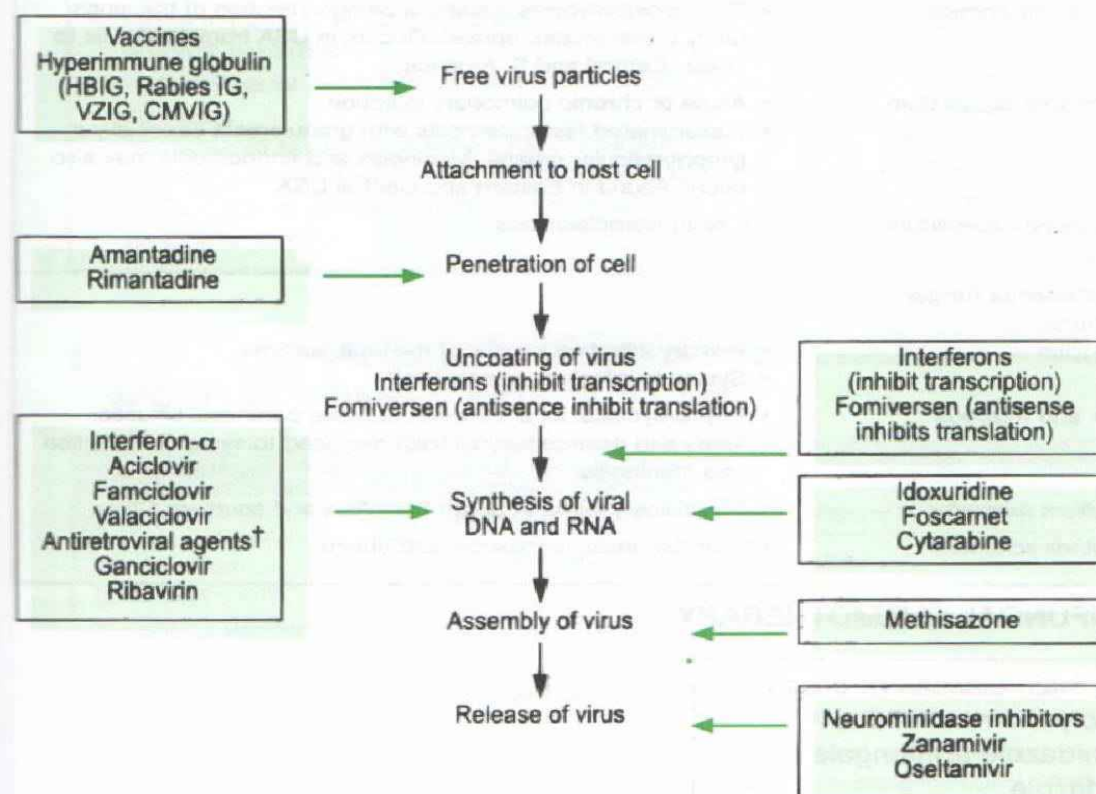 Vaccines
Hyperimmune globulin
(HBIG, Rabies IG,
VZIG, CMVIG)
Free virus particles
Attachment to host cell
Amantadine
Rimantadine
Penetration of cell
Uncoating of virus
Interferons (inhibit transcription)
Fomiversen (antisence inhibit translation)
Interferons
(inhibit transcription)
Fomiversen (antisense
inhibits translation)
Interferon-α
Aciclovir
Famciclovir
Valaciclovir
Antiretroviral agents†
Ganciclovir
Ribavirin
Synthesis of viral
DNA and RNA
Idoxuridine
Foscarnet
Cytarabine
Assembly of virus
Methisazone
Release of virus
Neurominidase inhibitors
Zanamivir
Oseltamivir